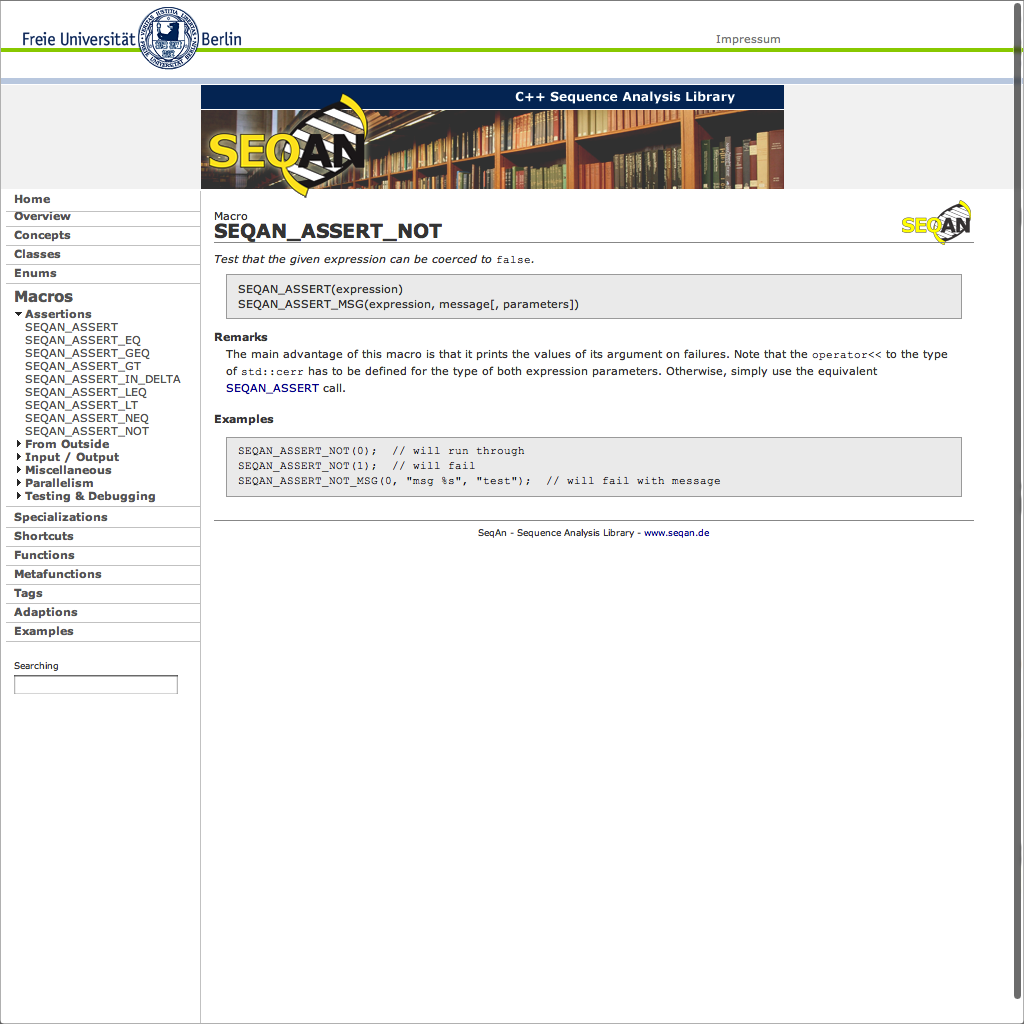 Freie Universität Berlin
Impressum
C++ Sequence Analysis Library
SEQAN
Home
Overview
Concepts
Classes
Enums
Macros
Assertions
SEQAN_ASSERT
SEQAN_ASSERT_EQ
SEQAN_ASSERT_GEQ
SEQAN_ASSERT_GT
SEQAN_ASSERT_IN_DELTA
SEQAN_ASSERT_LEQ
SEQAN_ASSERT_LT
SEQAN_ASSERT_NEQ
SEQAN_ASSERT_NOT
From Outside
Input / Output
Miscellaneous
Parallelism
Testing & Debugging
Specializations
Shortcuts
Functions
Metafunctions
Tags
Adaptions
Examples
Searching
Macro
SEQAN_ASSERT_NOT
SEQAN
Test that the given expression can be coerced to false.
SEQAN_ASSERT(expression)
SEQAN_ASSERT_MSG(expression, message[, parameters])
Remarks
The main advantage of this macro is that it prints the values of its argument on failures. Note that the operator<< to the type
of std::cerr has to be defined for the type of both expression parameters. Otherwise, simply use the equivalent
SEQAN_ASSERT call.
Examples
SEQAN_ASSERT_NOT(0);  // will run through
SEQAN_ASSERT_NOT(1);  // will fail
SEQAN_ASSERT_NOT_MSG(0, "msg %s", "test");  // will fail with message
SeqAn - Sequence Analysis Library - www.seqan.de